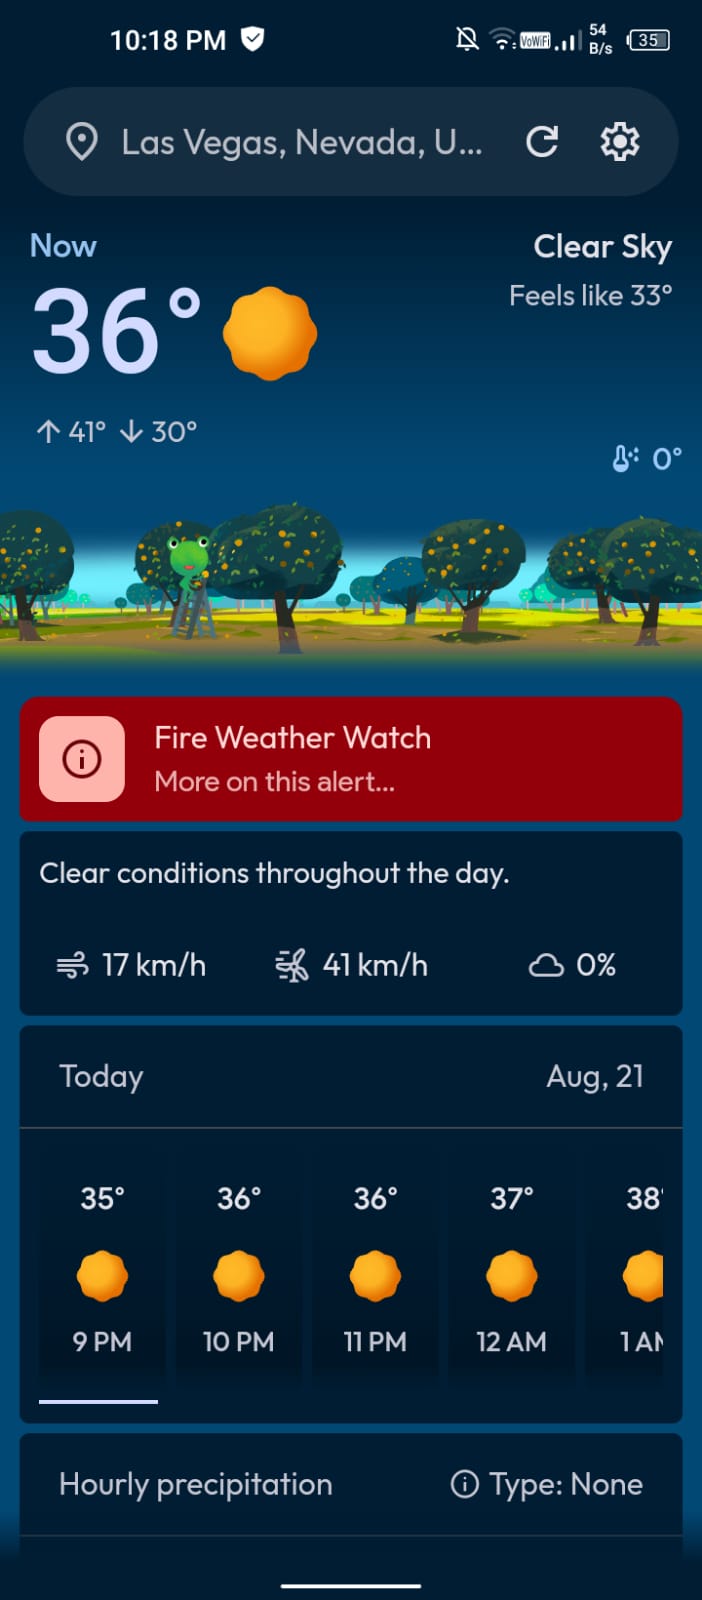 10:18 PM
VoWiFi
54
B/s
35
Las Vegas, Nevada, U...
Now
Clear Sky
36°
Feels like 33°
↑ 41° ↓ 30°
0°
Fire Weather Watch
More on this alert...
Clear conditions throughout the day.
17 km/h 41 km/h 0%
Today Aug, 21
35° 36° 36° 37° 38°
9 PM 10 PM 11 PM 12 AM 1 AM
Hourly precipitation Type: None